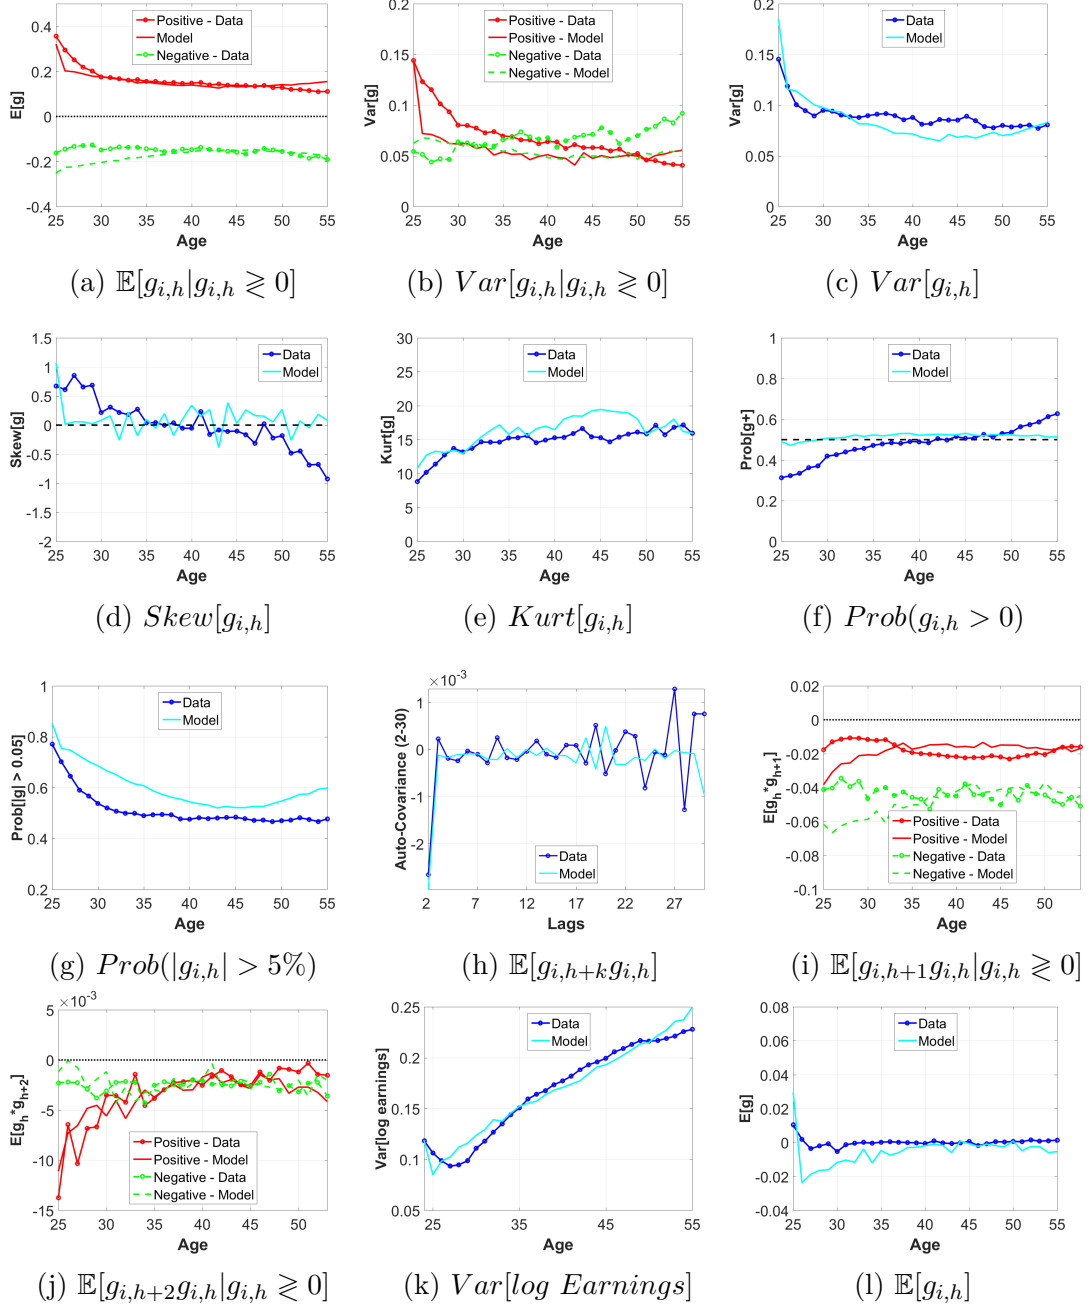 0.4
0.2
0
-0.2
-0.4
E[g]
25 30 35 40 45 50 55
Age
Positive - Data
Model
Negative - Data
(a) 𝔼[g_{i,h}|g_{i,h} ≷ 0]
0.2
0.15
0.1
0.05
0
Var[g]
25 30 35 40 45 50 55
Age
Positive - Data
Positive - Model
Negative - Data
Negative - Model
(b) Var[g_{i,h}|g_{i,h} ≷ 0]
0.2
0.15
0.1
0.05
0
Var[g]
25 30 35 40 45 50 55
Age
Data
Model
(c) Var[g_{i,h}]
1.5
1
0.5
0
-0.5
-1
-1.5
-2
Skew[g]
25 30 35 40 45 50 55
Age
Data
Model
(d) Skew[g_{i,h}]
30
25
20
15
10
5
0
Kurt[g]
25 30 35 40 45 50 55
Age
Data
Model
(e) Kurt[g_{i,h}]
1
0.8
0.6
0.4
0.2
0
Prob[g+]
25 30 35 40 45 50 55
Age
Data
Model
(f) Prob(g_{i,h} > 0)
1
0.8
0.6
0.4
0.2
Prob[|g| > 0.05]
25 30 35 40 45 50 55
Age
Data
Model
(g) Prob(|g_{i,h}| > 5%)
×10^{-3}
1
0
-1
-2
Auto-Covariance (2-30)
2 7 12 17 22 27
Lags
Data
Model
(h) 𝔼[g_{i,h+k}g_{i,h}]
0.02
0
-0.02
-0.04
-0.06
-0.08
-0.1
E[g_h*g_{h+1}]
25 30 35 40 45 50
Age
Positive - Data
Positive - Model
Negative - Data
Negative - Model
(i) 𝔼[g_{i,h+1}g_{i,h}|g_{i,h} ≷ 0]
×10^{-3}
5
0
-5
-10
-15
E[g_h*g_{h+2}]
25 30 35 40 45 50
Age
Positive - Data
Positive - Model
Negative - Data
Negative - Model
(j) 𝔼[g_{i,h+2}g_{i,h}|g_{i,h} ≷ 0]
0.25
0.2
0.15
0.1
0.05
Var[log earnings]
25 35 45 55
Age
Data
Model
(k) Var[log Earnings]
0.08
0.06
0.04
0.02
0
-0.02
-0.04
E[g]
25 30 35 40 45 50 55
Age
Data
Model
(l) 𝔼[g_{i,h}]